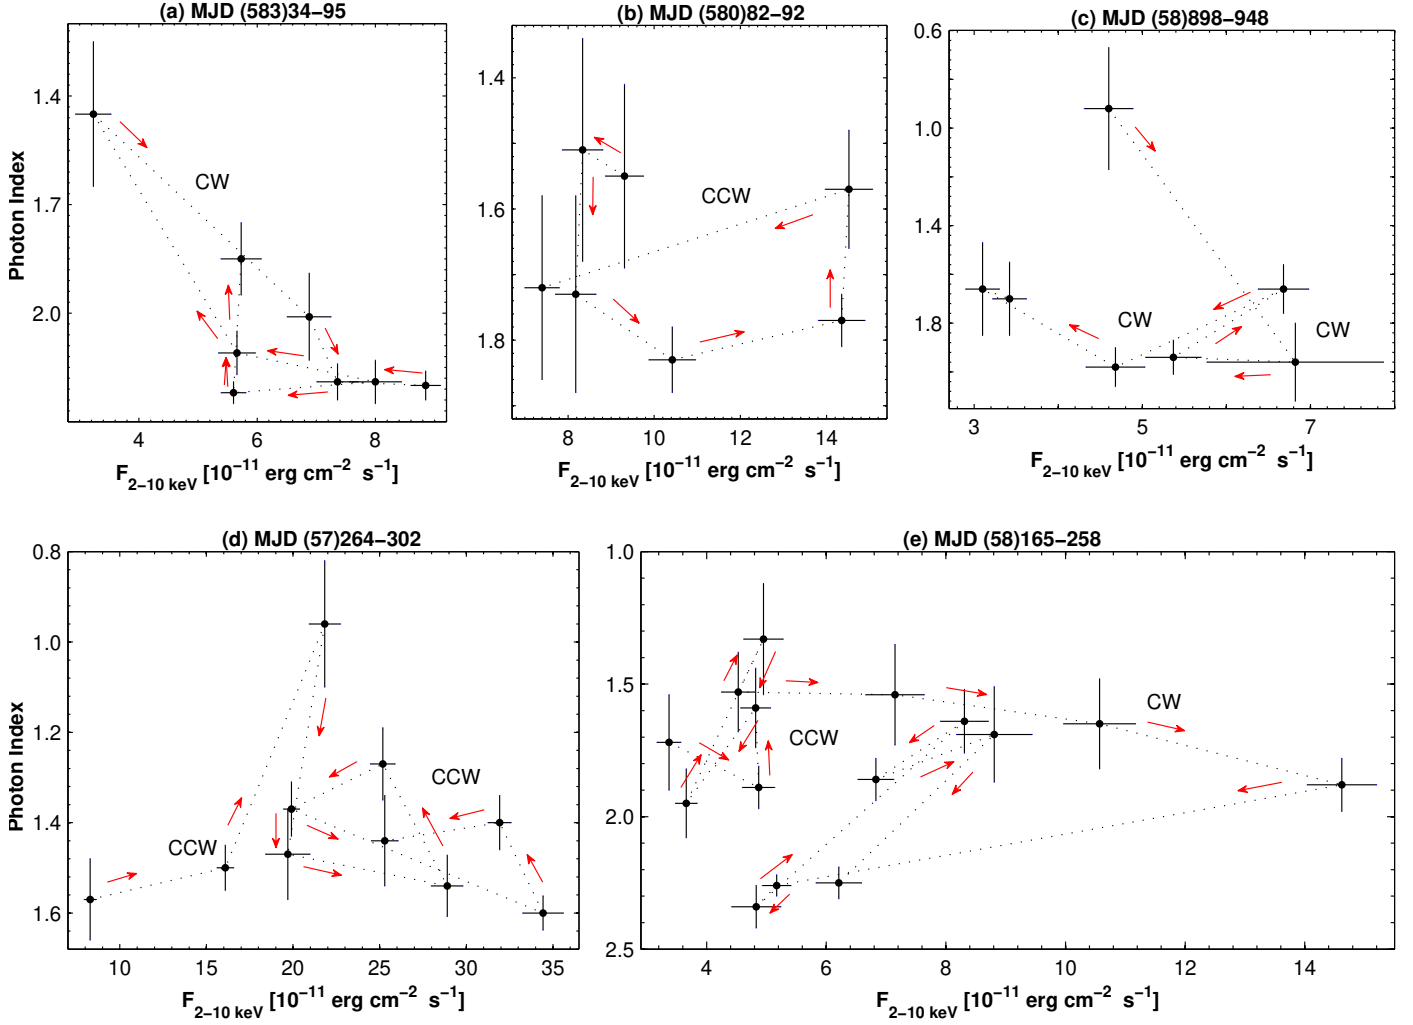 (a) MJD (583)34−95
(b) MJD (580)82−92
(c) MJD (58)898−948
Photon Index
1.4
1.7
2.0
CW
4
6
8
F2−10 keV [10−11 erg cm−2 s−1]
1.4
1.6
1.8
CCW
8
10
12
14
F2−10 keV [10−11 erg cm−2 s−1]
0.6
1.0
1.4
1.8
CW
CW
3
5
7
F2−10 keV [10−11 erg cm−2 s−1]
(d) MJD (57)264−302
(e) MJD (58)165−258
Photon Index
0.8
1.0
1.2
1.4
1.6
CCW
CCW
10
15
20
25
30
35
F2−10 keV [10−11 erg cm−2 s−1]
1.0
1.5
2.0
2.5
CW
CCW
4
6
8
10
12
14
F2−10 keV [10−11 erg cm−2 s−1]